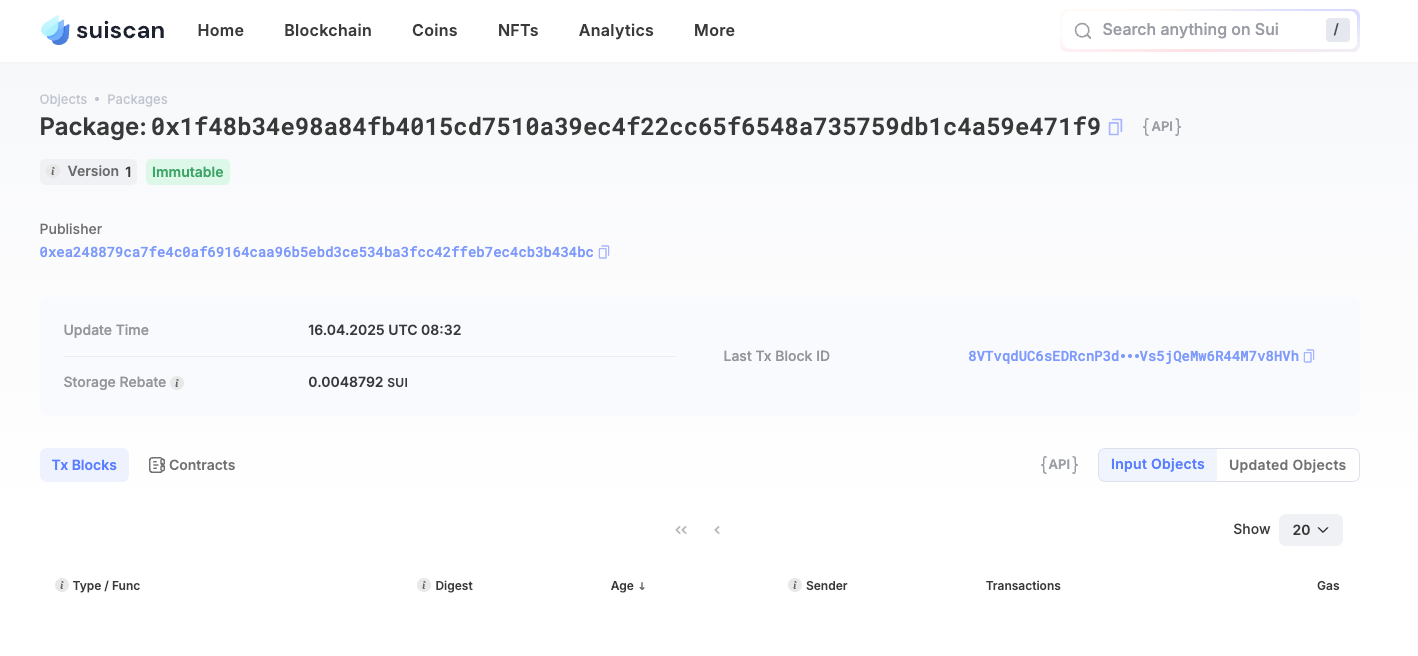 suiscan Home Blockchain Coins NFTs Analytics More Search anything on Sui /
Objects • Packages
Package: 0x1f48b34e98a84fb4015cd7510a39ec4f22cc65f6548a735759db1c4a59e471f9 {API}
i Version 1 Immutable
Publisher
0xea248879ca7fe4c0af69164caa96b5ebd3ce534ba3fcc42ffeb7ec4cb3b434bc
Update Time 16.04.2025 UTC 08:32
Last Tx Block ID 8VTvqdUC6sEDRcnP3d•••Vs5jQeMw6R44M7v8HVh
Storage Rebate i 0.0048792 SUI
Tx Blocks Contracts {API} Input Objects Updated Objects
« ‹ Show 20
i Type / Func i Digest Age ↓ i Sender Transactions Gas